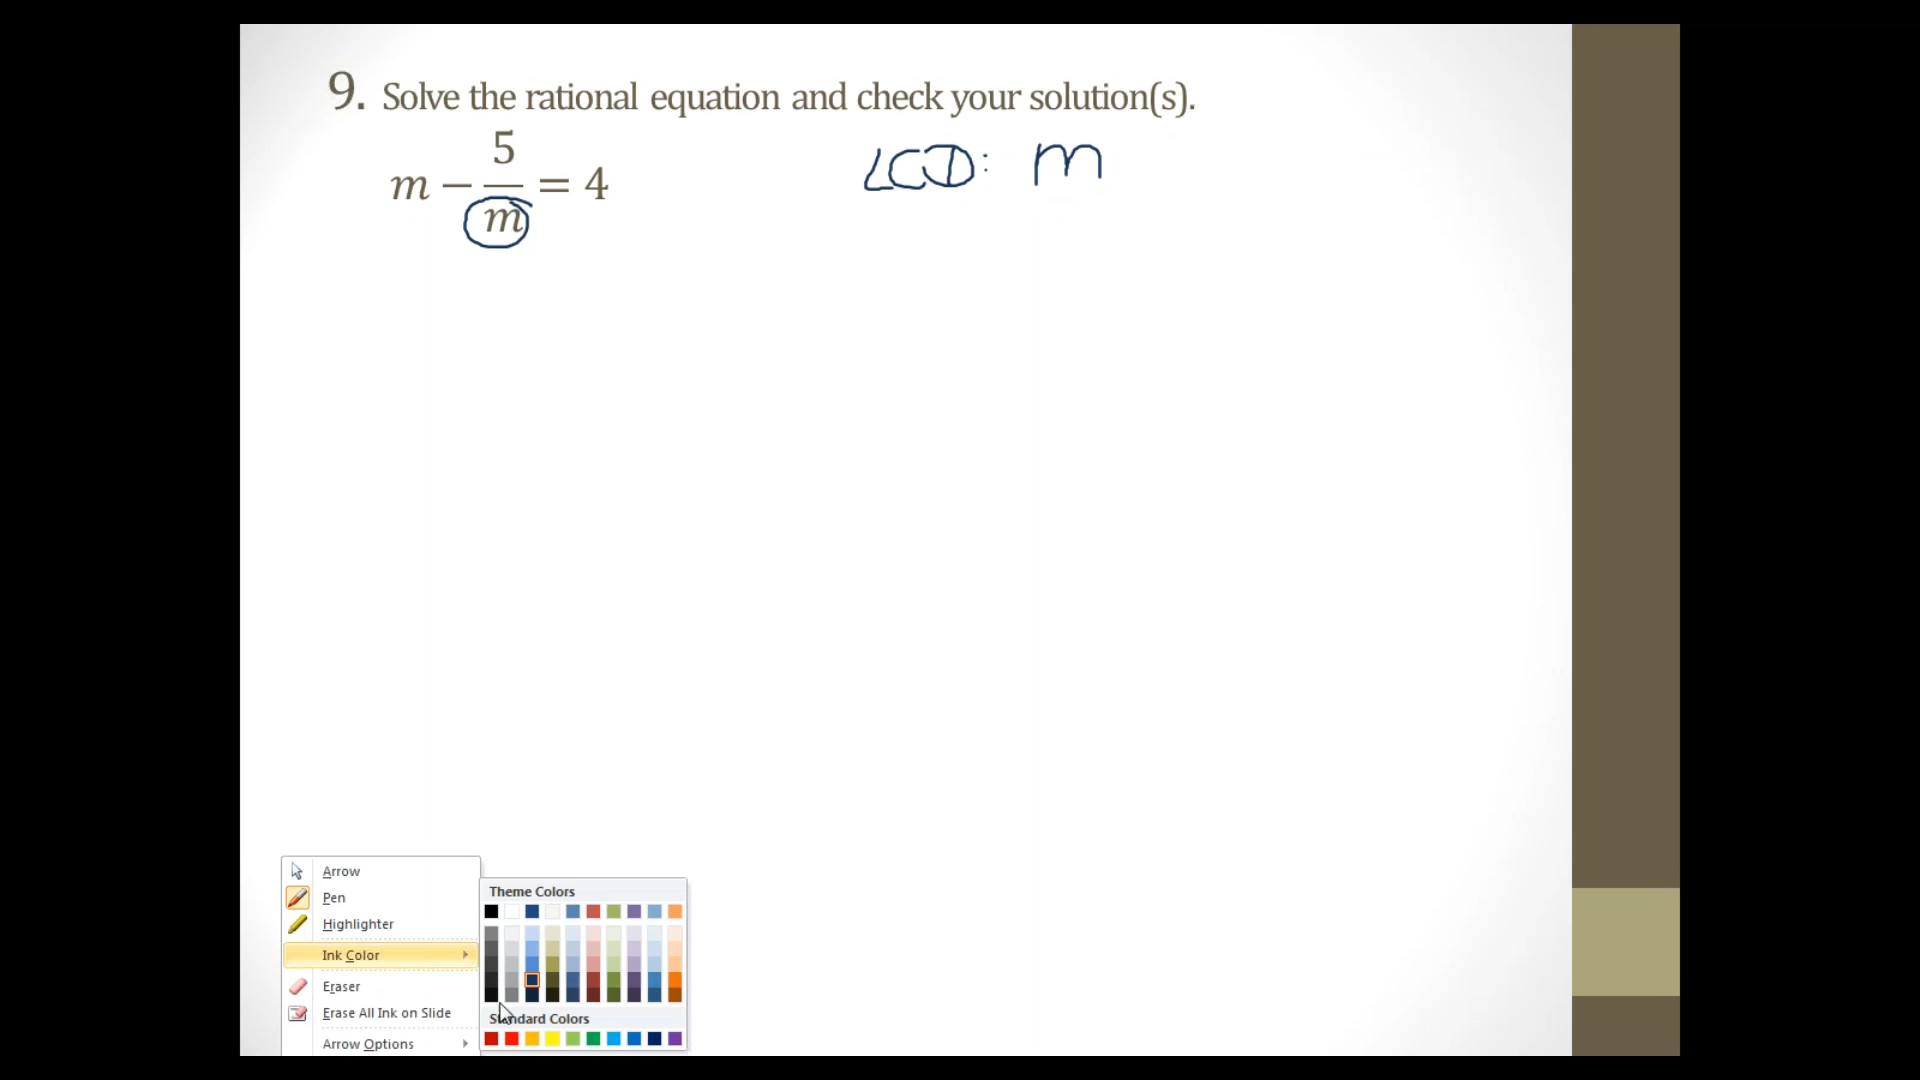 9. Solve the rational equation and check your solution(s).
m − 5/m = 4
LCD: m
Arrow
Pen
Highlighter
Ink Color
Eraser
Erase All Ink on Slide
Arrow Options
Theme Colors
Standard Colors